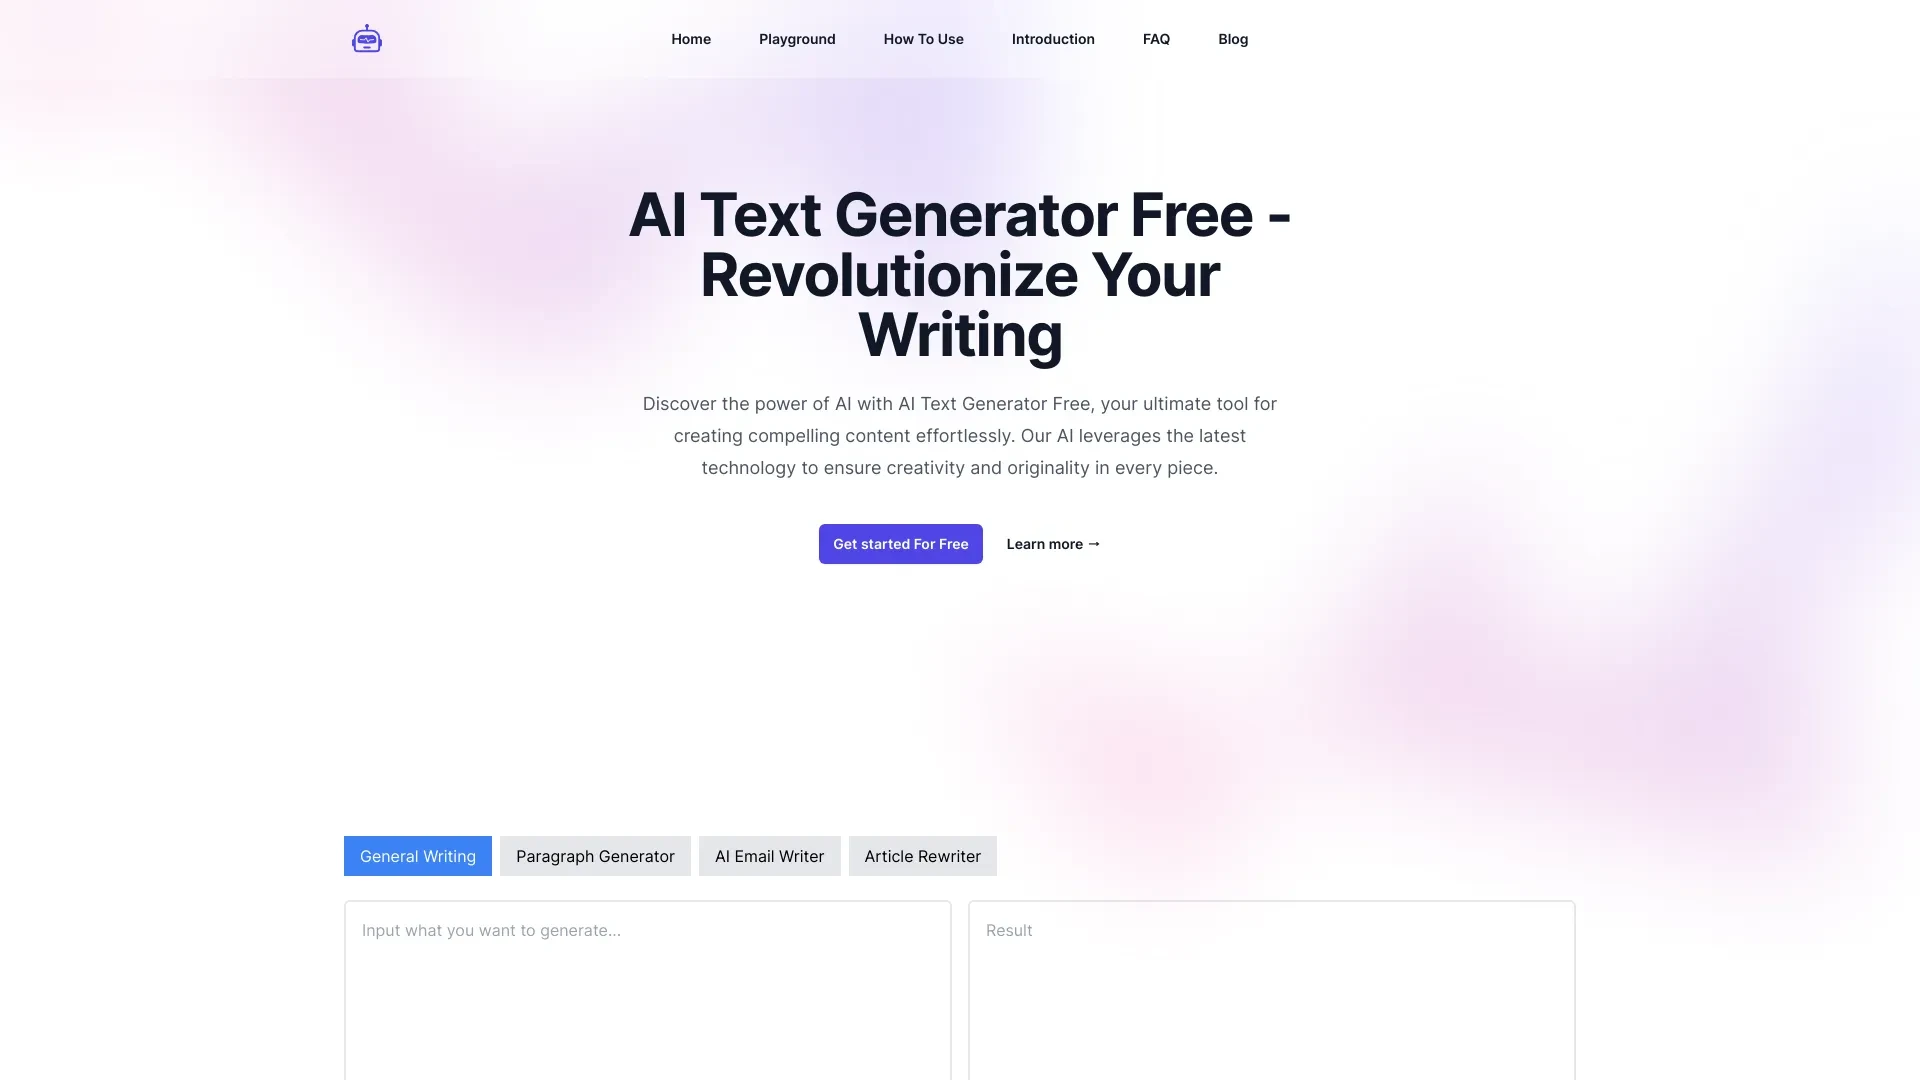 Home
Playground
How To Use
Introduction
FAQ
Blog
AI Text Generator Free -
Revolutionize Your
Writing
Discover the power of AI with AI Text Generator Free, your ultimate tool for
creating compelling content effortlessly. Our AI leverages the latest
technology to ensure creativity and originality in every piece.
Get started For Free
Learn more →
General Writing
Paragraph Generator
AI Email Writer
Article Rewriter
Input what you want to generate...
Result